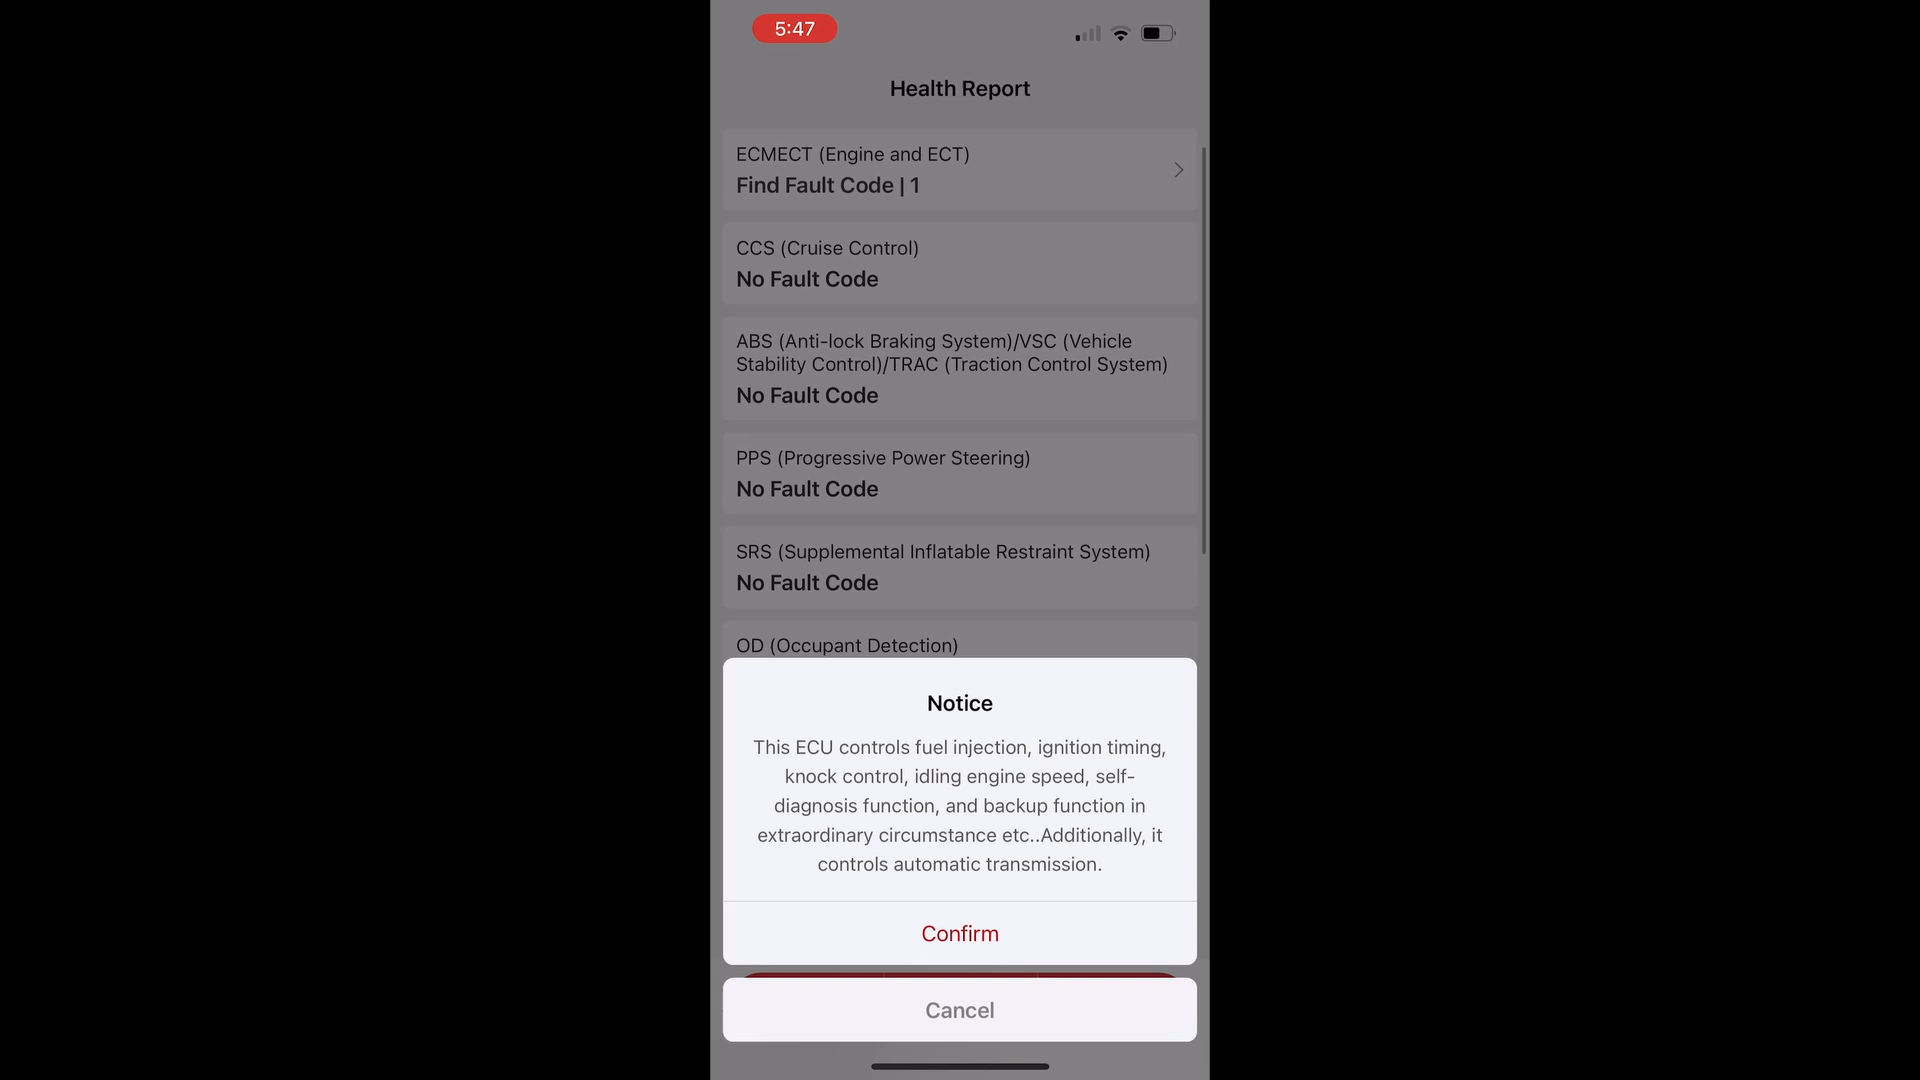 5:47
Health Report
ECMECT (Engine and ECT)
Find Fault Code | 1
CCS (Cruise Control)
No Fault Code
ABS (Anti-lock Braking System)/VSC (Vehicle
Stability Control)/TRAC (Traction Control System)
No Fault Code
PPS (Progressive Power Steering)
No Fault Code
SRS (Supplemental Inflatable Restraint System)
No Fault Code
OD (Occupant Detection)
Notice
This ECU controls fuel injection, ignition timing,
knock control, idling engine speed, self-
diagnosis function, and backup function in
extraordinary circumstance etc..Additionally, it
controls automatic transmission.
Confirm
Cancel